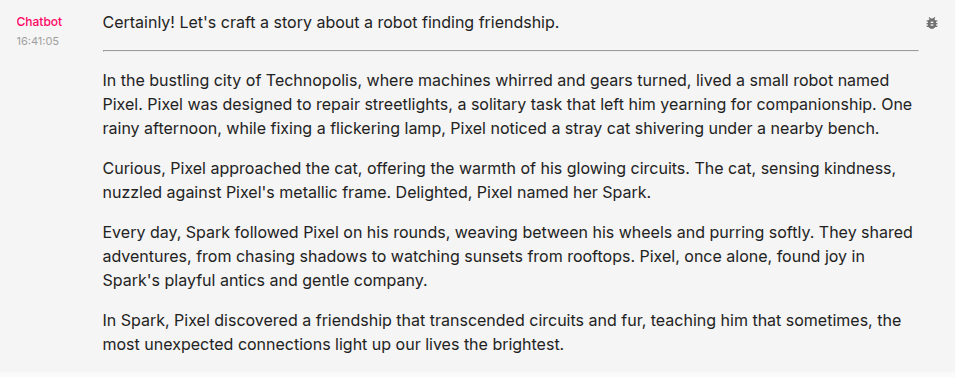 Chatbot
16:41:05
Certainly! Let's craft a story about a robot finding friendship.
In the bustling city of Technopolis, where machines whirred and gears turned, lived a small robot named
Pixel. Pixel was designed to repair streetlights, a solitary task that left him yearning for companionship. One
rainy afternoon, while fixing a flickering lamp, Pixel noticed a stray cat shivering under a nearby bench.
Curious, Pixel approached the cat, offering the warmth of his glowing circuits. The cat, sensing kindness,
nuzzled against Pixel's metallic frame. Delighted, Pixel named her Spark.
Every day, Spark followed Pixel on his rounds, weaving between his wheels and purring softly. They shared
adventures, from chasing shadows to watching sunsets from rooftops. Pixel, once alone, found joy in
Spark's playful antics and gentle company.
In Spark, Pixel discovered a friendship that transcended circuits and fur, teaching him that sometimes, the
most unexpected connections light up our lives the brightest.